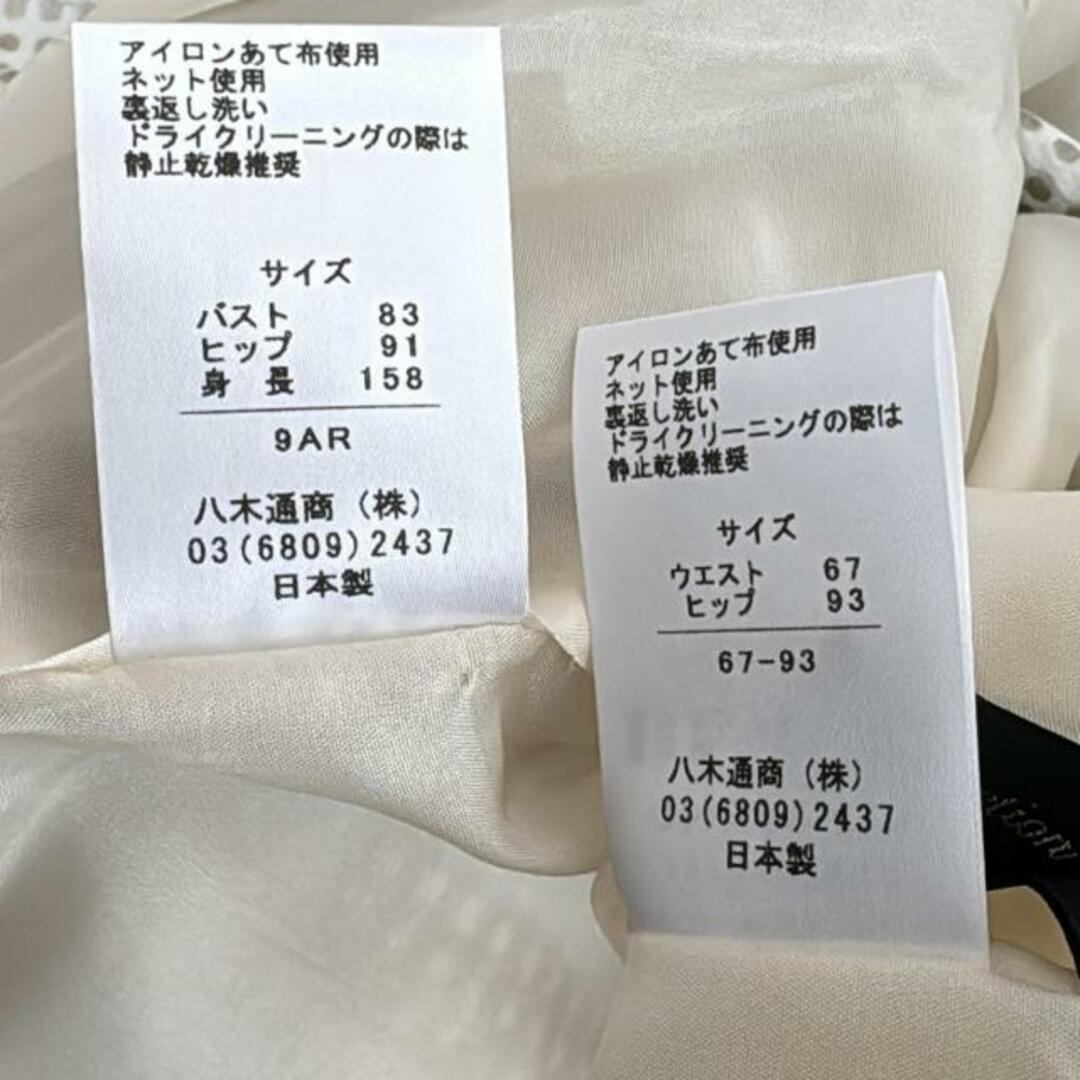 アイロンあて布使用
ネット使用
裏返し洗い
ドライクリーニングの際は
静止乾燥推奨
サイズ
バスト 83
ヒップ 91
身 長 158
9AR
八木通商（株）
03(6809)2437
日本製
アイロンあて布使用
ネット使用
裏返し洗い
ドライクリーニングの際は
静止乾燥推奨
サイズ
ウエスト 67
ヒップ 93
67-93
八木通商（株）
03(6809)2437
日本製